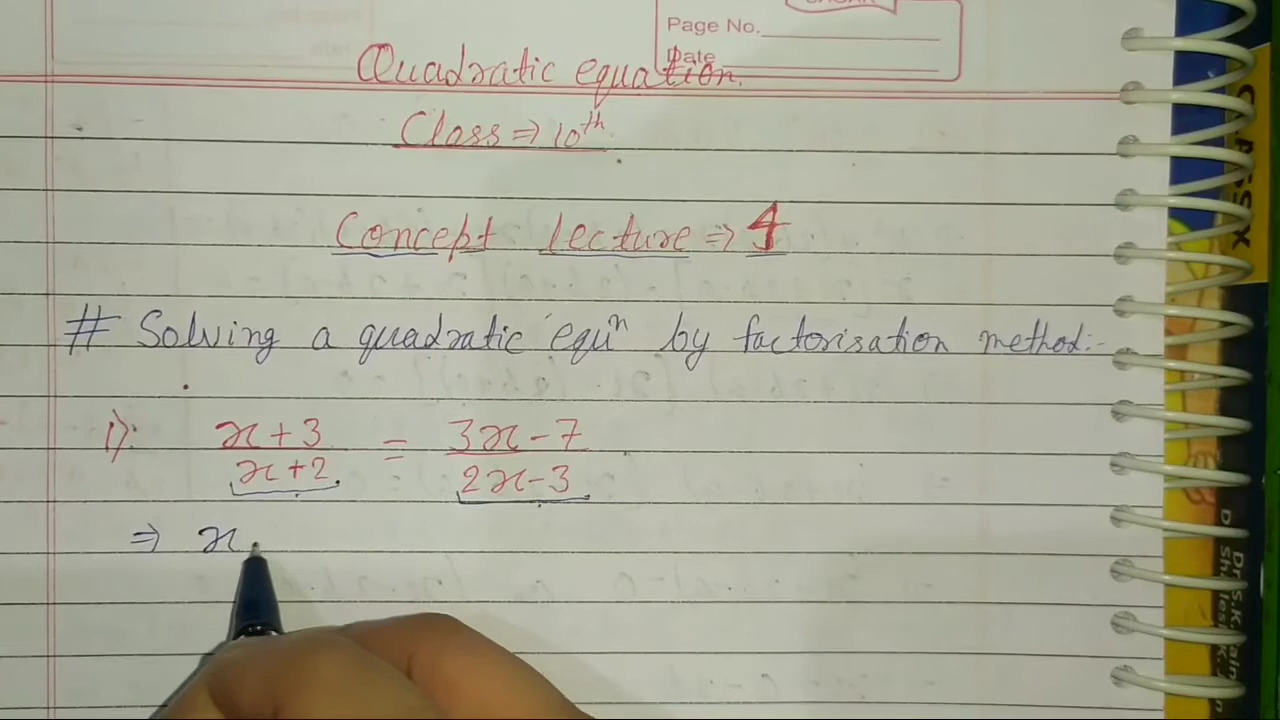 Page No.
Date
Quadratic equation.
Class ⇒ 10th
Concept lecture ⇒ 4
# Solving a quadratic equⁿ by factorisation method:-
1): x+3 / x+2 = 3x-7 / 2x-3
⇒ x